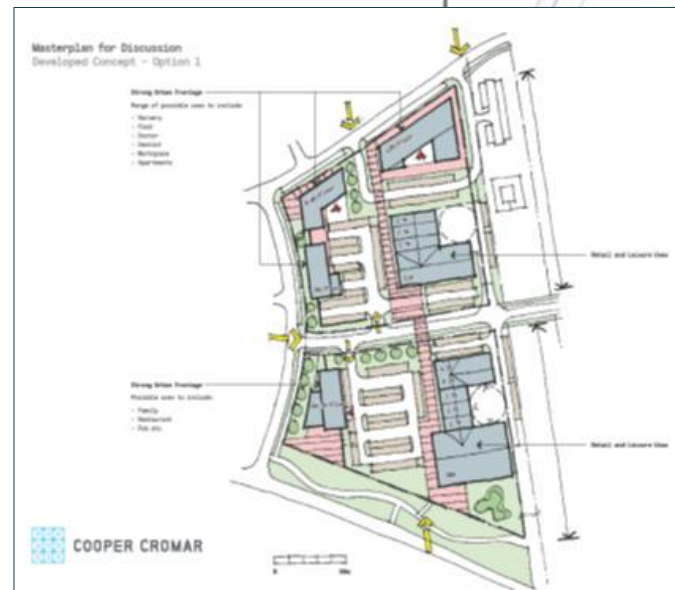 Masterplan for Discussion
Developed Concept - Option 1
Strong Urban Frontage
Range of possible uses to include:
- Nursery
- Food
- Doctor
- Dentist
- Workspace
- Apartments
Retail and Leisure Uses
Strong Urban Frontage
Possible uses to include:
- Family
- Restaurant
- Pub etc.
Retail and Leisure Uses
COOPER CROMAR
0